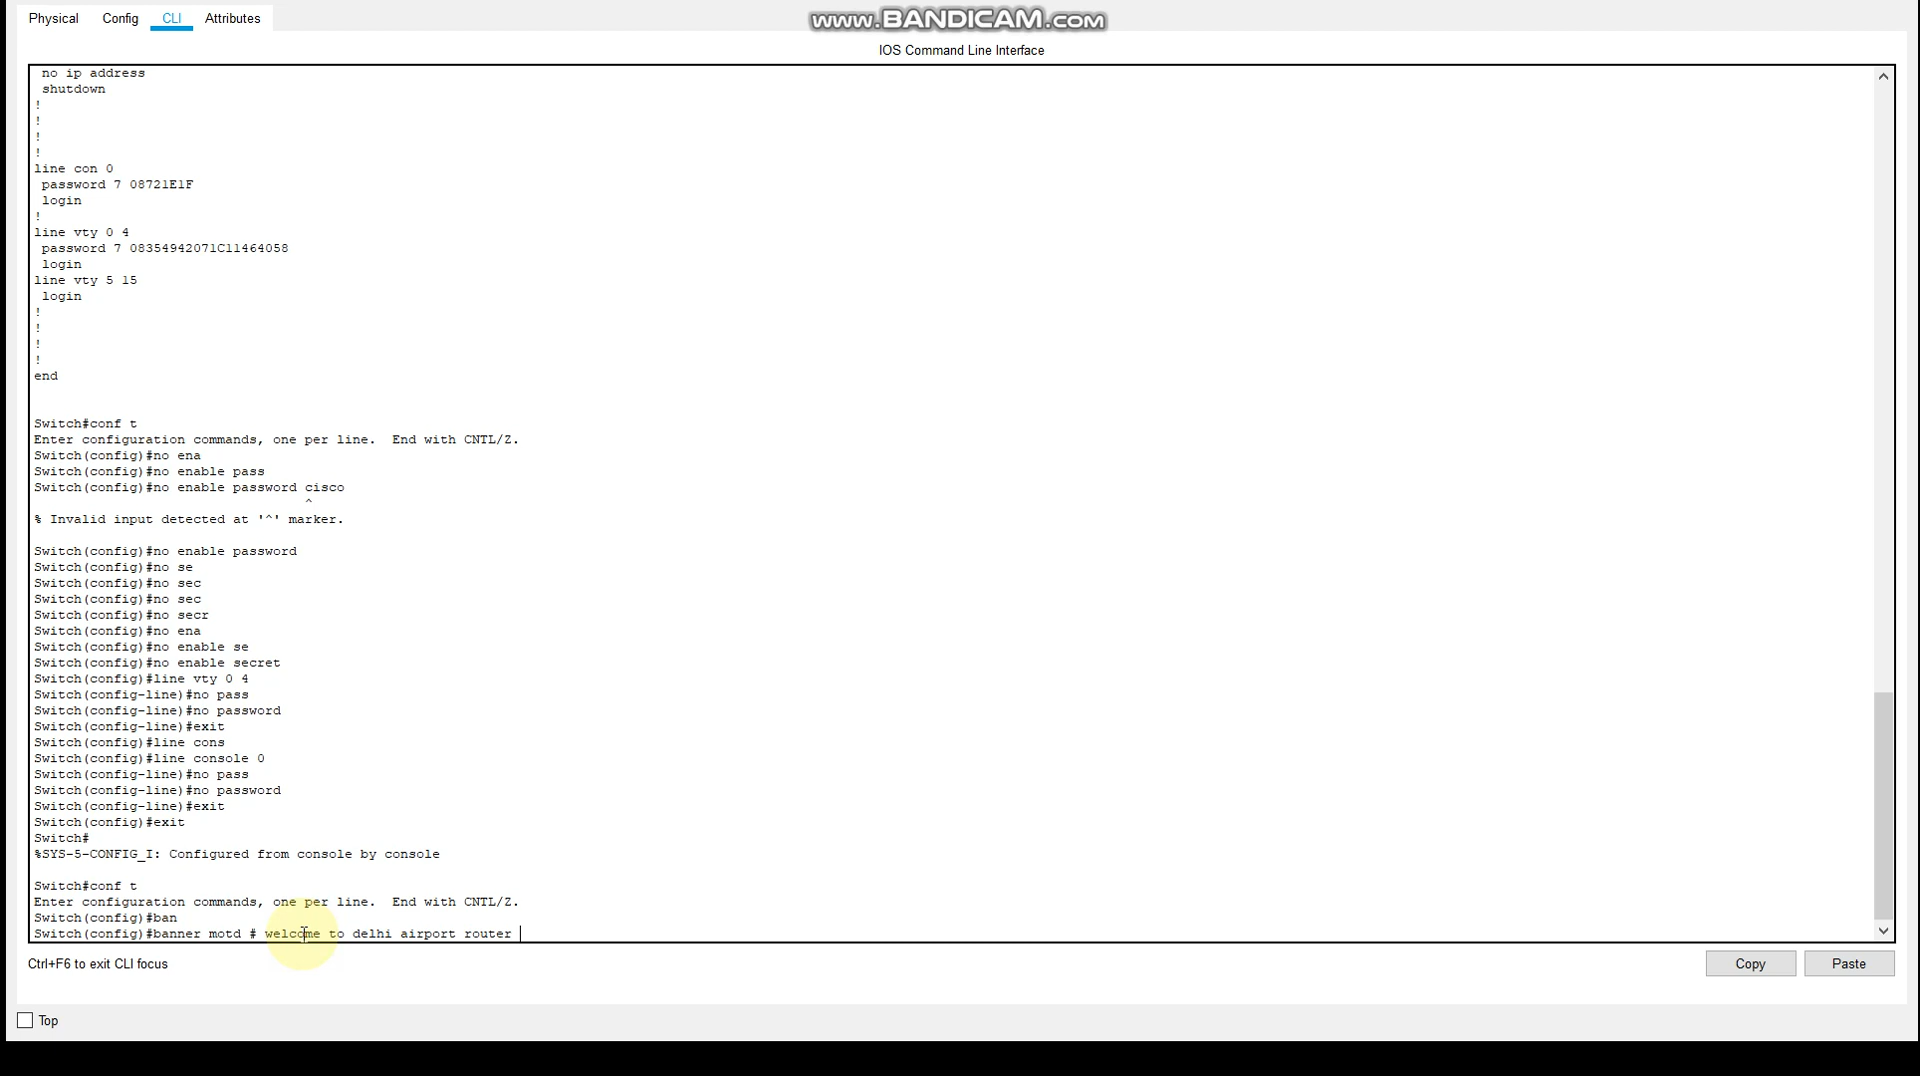 Physical Config CLI Attributes
www.BANDICAM.com
IOS Command Line Interface
no ip address
shutdown
!
!
!
!
line con 0
password 7 08721E1F
login
!
line vty 0 4
password 7 08354942071C11464058
login
line vty 5 15
login
!
!
!
!
end
Switch#conf t
Enter configuration commands, one per line.  End with CNTL/Z.
Switch(config)#no ena
Switch(config)#no enable pass
Switch(config)#no enable password cisco
^
% Invalid input detected at '^' marker.
Switch(config)#no enable password
Switch(config)#no se
Switch(config)#no sec
Switch(config)#no sec
Switch(config)#no secr
Switch(config)#no ena
Switch(config)#no enable se
Switch(config)#no enable secret
Switch(config)#line vty 0 4
Switch(config-line)#no pass
Switch(config-line)#no password
Switch(config-line)#exit
Switch(config)#line cons
Switch(config)#line console 0
Switch(config-line)#no pass
Switch(config-line)#no password
Switch(config-line)#exit
Switch(config)#exit
Switch#
%SYS-5-CONFIG_I: Configured from console by console
Switch#conf t
Enter configuration commands, one per line.  End with CNTL/Z.
Switch(config)#ban
Switch(config)#banner motd # welcome to delhi airport router
Ctrl+F6 to exit CLI focus
Copy Paste
Top